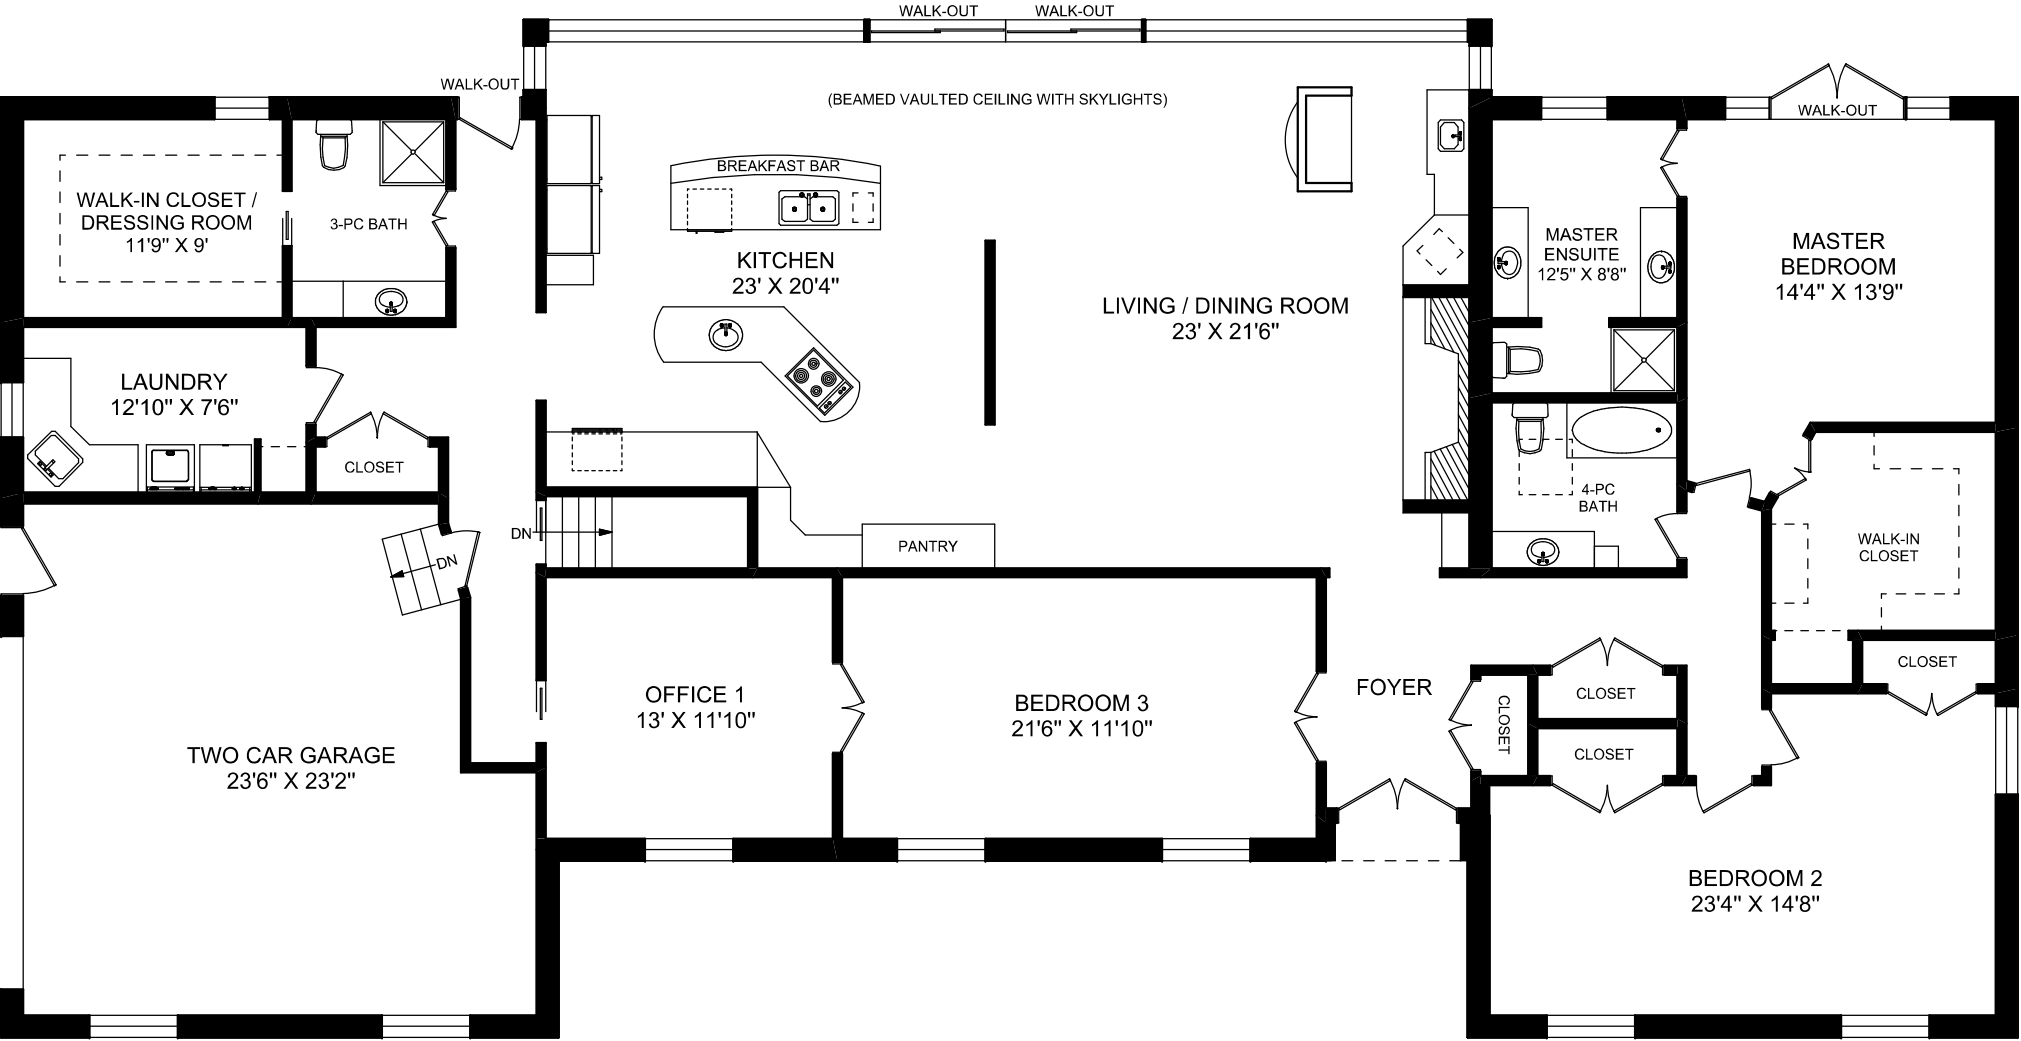 WALK-OUT
WALK-OUT
WALK-OUT
(BEAMED VAULTED CEILING WITH SKYLIGHTS)
WALK-OUT
BREAKFAST BAR
WALK-IN CLOSET /
DRESSING ROOM
11'9" X 9'
3-PC BATH
KITCHEN
23' X 20'4"
LIVING / DINING ROOM
23' X 21'6"
MASTER
ENSUITE
12'5" X 8'8"
MASTER
BEDROOM
14'4" X 13'9"
LAUNDRY
12'10" X 7'6"
CLOSET
4-PC
BATH
DN
DN
PANTRY
WALK-IN
CLOSET
OFFICE 1
13' X 11'10"
BEDROOM 3
21'6" X 11'10"
FOYER
CLOSET
CLOSET
CLOSET
CLOSET
TWO CAR GARAGE
23'6" X 23'2"
BEDROOM 2
23'4" X 14'8"